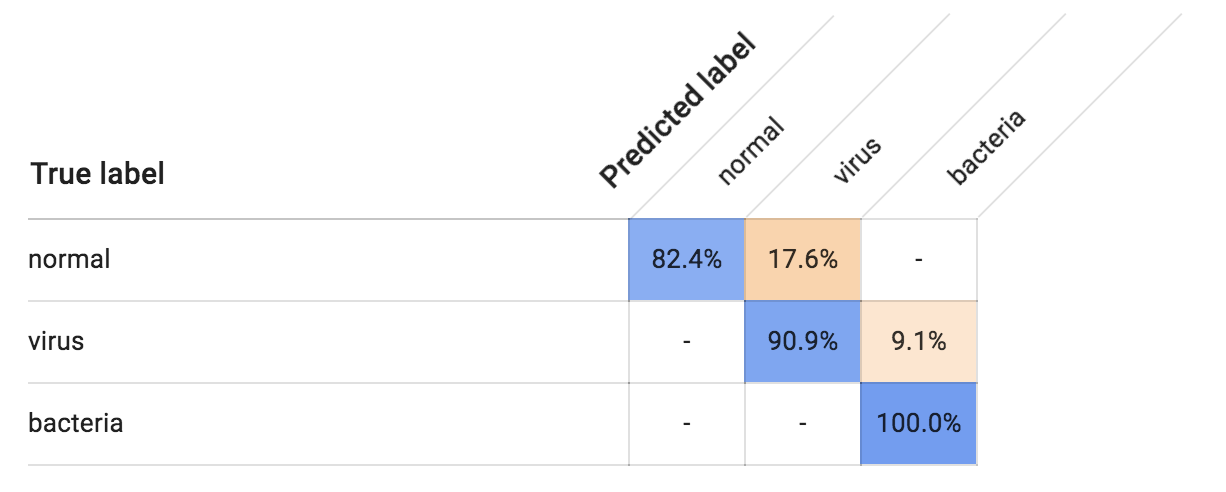 Predicted label
normal
virus
bacteria
True label
normal 82.4% 17.6% -
virus - 90.9% 9.1%
bacteria - - 100.0%